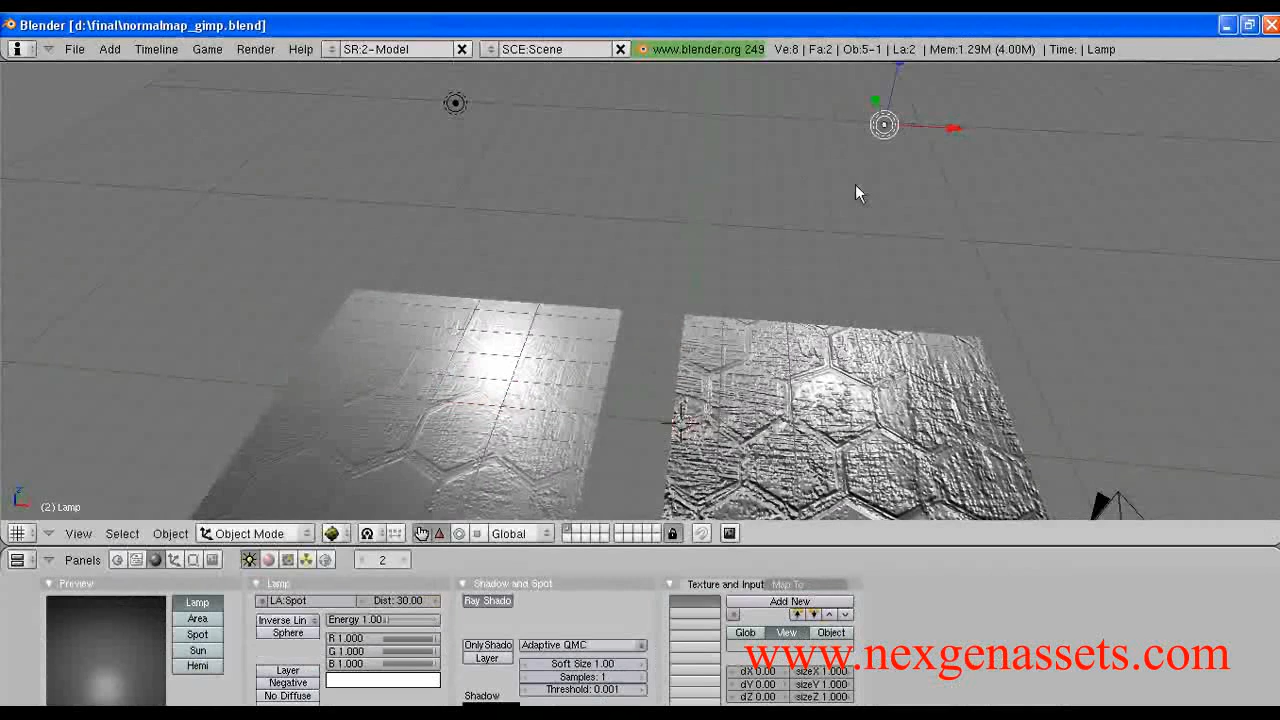 Blender [d:\final\normalmap_gimp.blend]
File Add Timeline Game Render Help SR:2-Model SCE:Scene www.blender.org 249 Ve:8 | Fa:2 | Ob:5-1 | La:2 | Mem:1.29M (4.00M) | Time: | Lamp
(2) Lamp
View Select Object Object Mode Global
Panels 2
Preview Lamp Shadow and Spot Texture and Input Map To
Lamp LA:Spot Dist: 30.00 Ray Shado Add New
Area Inverse Lin Energy 1.00
Spot Sphere R 1.000 Glob View Object
Sun G 1.000 OnlyShado Adaptive QMC
Hemi B 1.000 Layer Soft Size 1.00
www.nexgenassets.com
Layer Samples: 1 dX 0.00 sizeX 1.000
Negative Threshold: 0.001 dY 0.00 sizeY 1.000
No Diffuse Shadow dZ 0.00 sizeZ 1.000